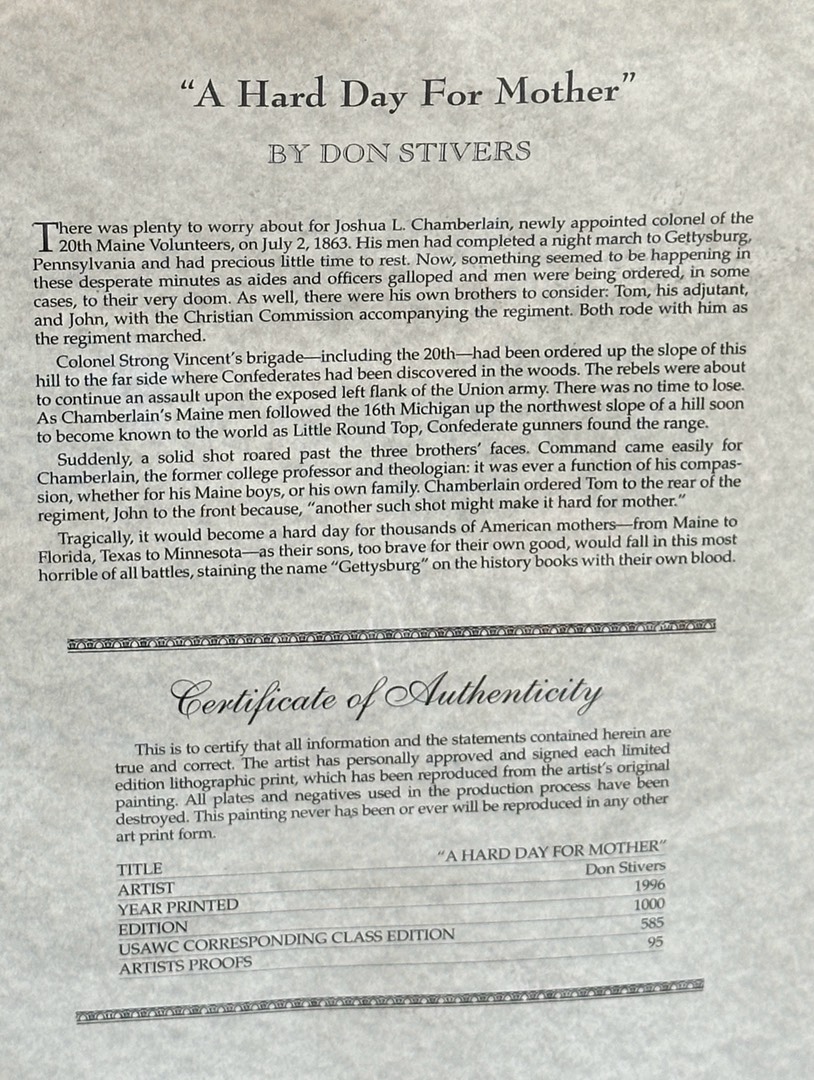 “A Hard Day For Mother”
BY DON STIVERS
There was plenty to worry about for Joshua L. Chamberlain, newly appointed colonel of the
20th Maine Volunteers, on July 2, 1863. His men had completed a night march to Gettysburg,
Pennsylvania and had precious little time to rest. Now, something seemed to be happening in
these desperate minutes as aides and officers galloped and men were being ordered, in some
cases, to their very doom. As well, there were his own brothers to consider: Tom, his adjutant,
and John, with the Christian Commission accompanying the regiment. Both rode with him as
the regiment marched.
Colonel Strong Vincent’s brigade—including the 20th—had been ordered up the slope of this
hill to the far side where Confederates had been discovered in the woods. The rebels were about
to continue an assault upon the exposed left flank of the Union army. There was no time to lose.
As Chamberlain’s Maine men followed the 16th Michigan up the northwest slope of a hill soon
to become known to the world as Little Round Top, Confederate gunners found the range.
Suddenly, a solid shot roared past the three brothers’ faces. Command came easily for
Chamberlain, the former college professor and theologian: it was ever a function of his compas-
sion, whether for his Maine boys, or his own family. Chamberlain ordered Tom to the rear of the
regiment, John to the front because, “another such shot might make it hard for mother.”
Tragically, it would become a hard day for thousands of American mothers—from Maine to
Florida, Texas to Minnesota—as their sons, too brave for their own good, would fall in this most
horrible of all battles, staining the name “Gettysburg” on the history books with their own blood.
Certificate of Authenticity
This is to certify that all information and the statements contained herein are
true and correct. The artist has personally approved and signed each limited
edition lithographic print, which has been reproduced from the artist’s original
painting. All plates and negatives used in the production process have been
destroyed. This painting never has been or ever will be reproduced in any other
art print form.
TITLE “A HARD DAY FOR MOTHER”
ARTIST Don Stivers
YEAR PRINTED 1996
EDITION 1000
USAWC CORRESPONDING CLASS EDITION 585
ARTISTS PROOFS 95